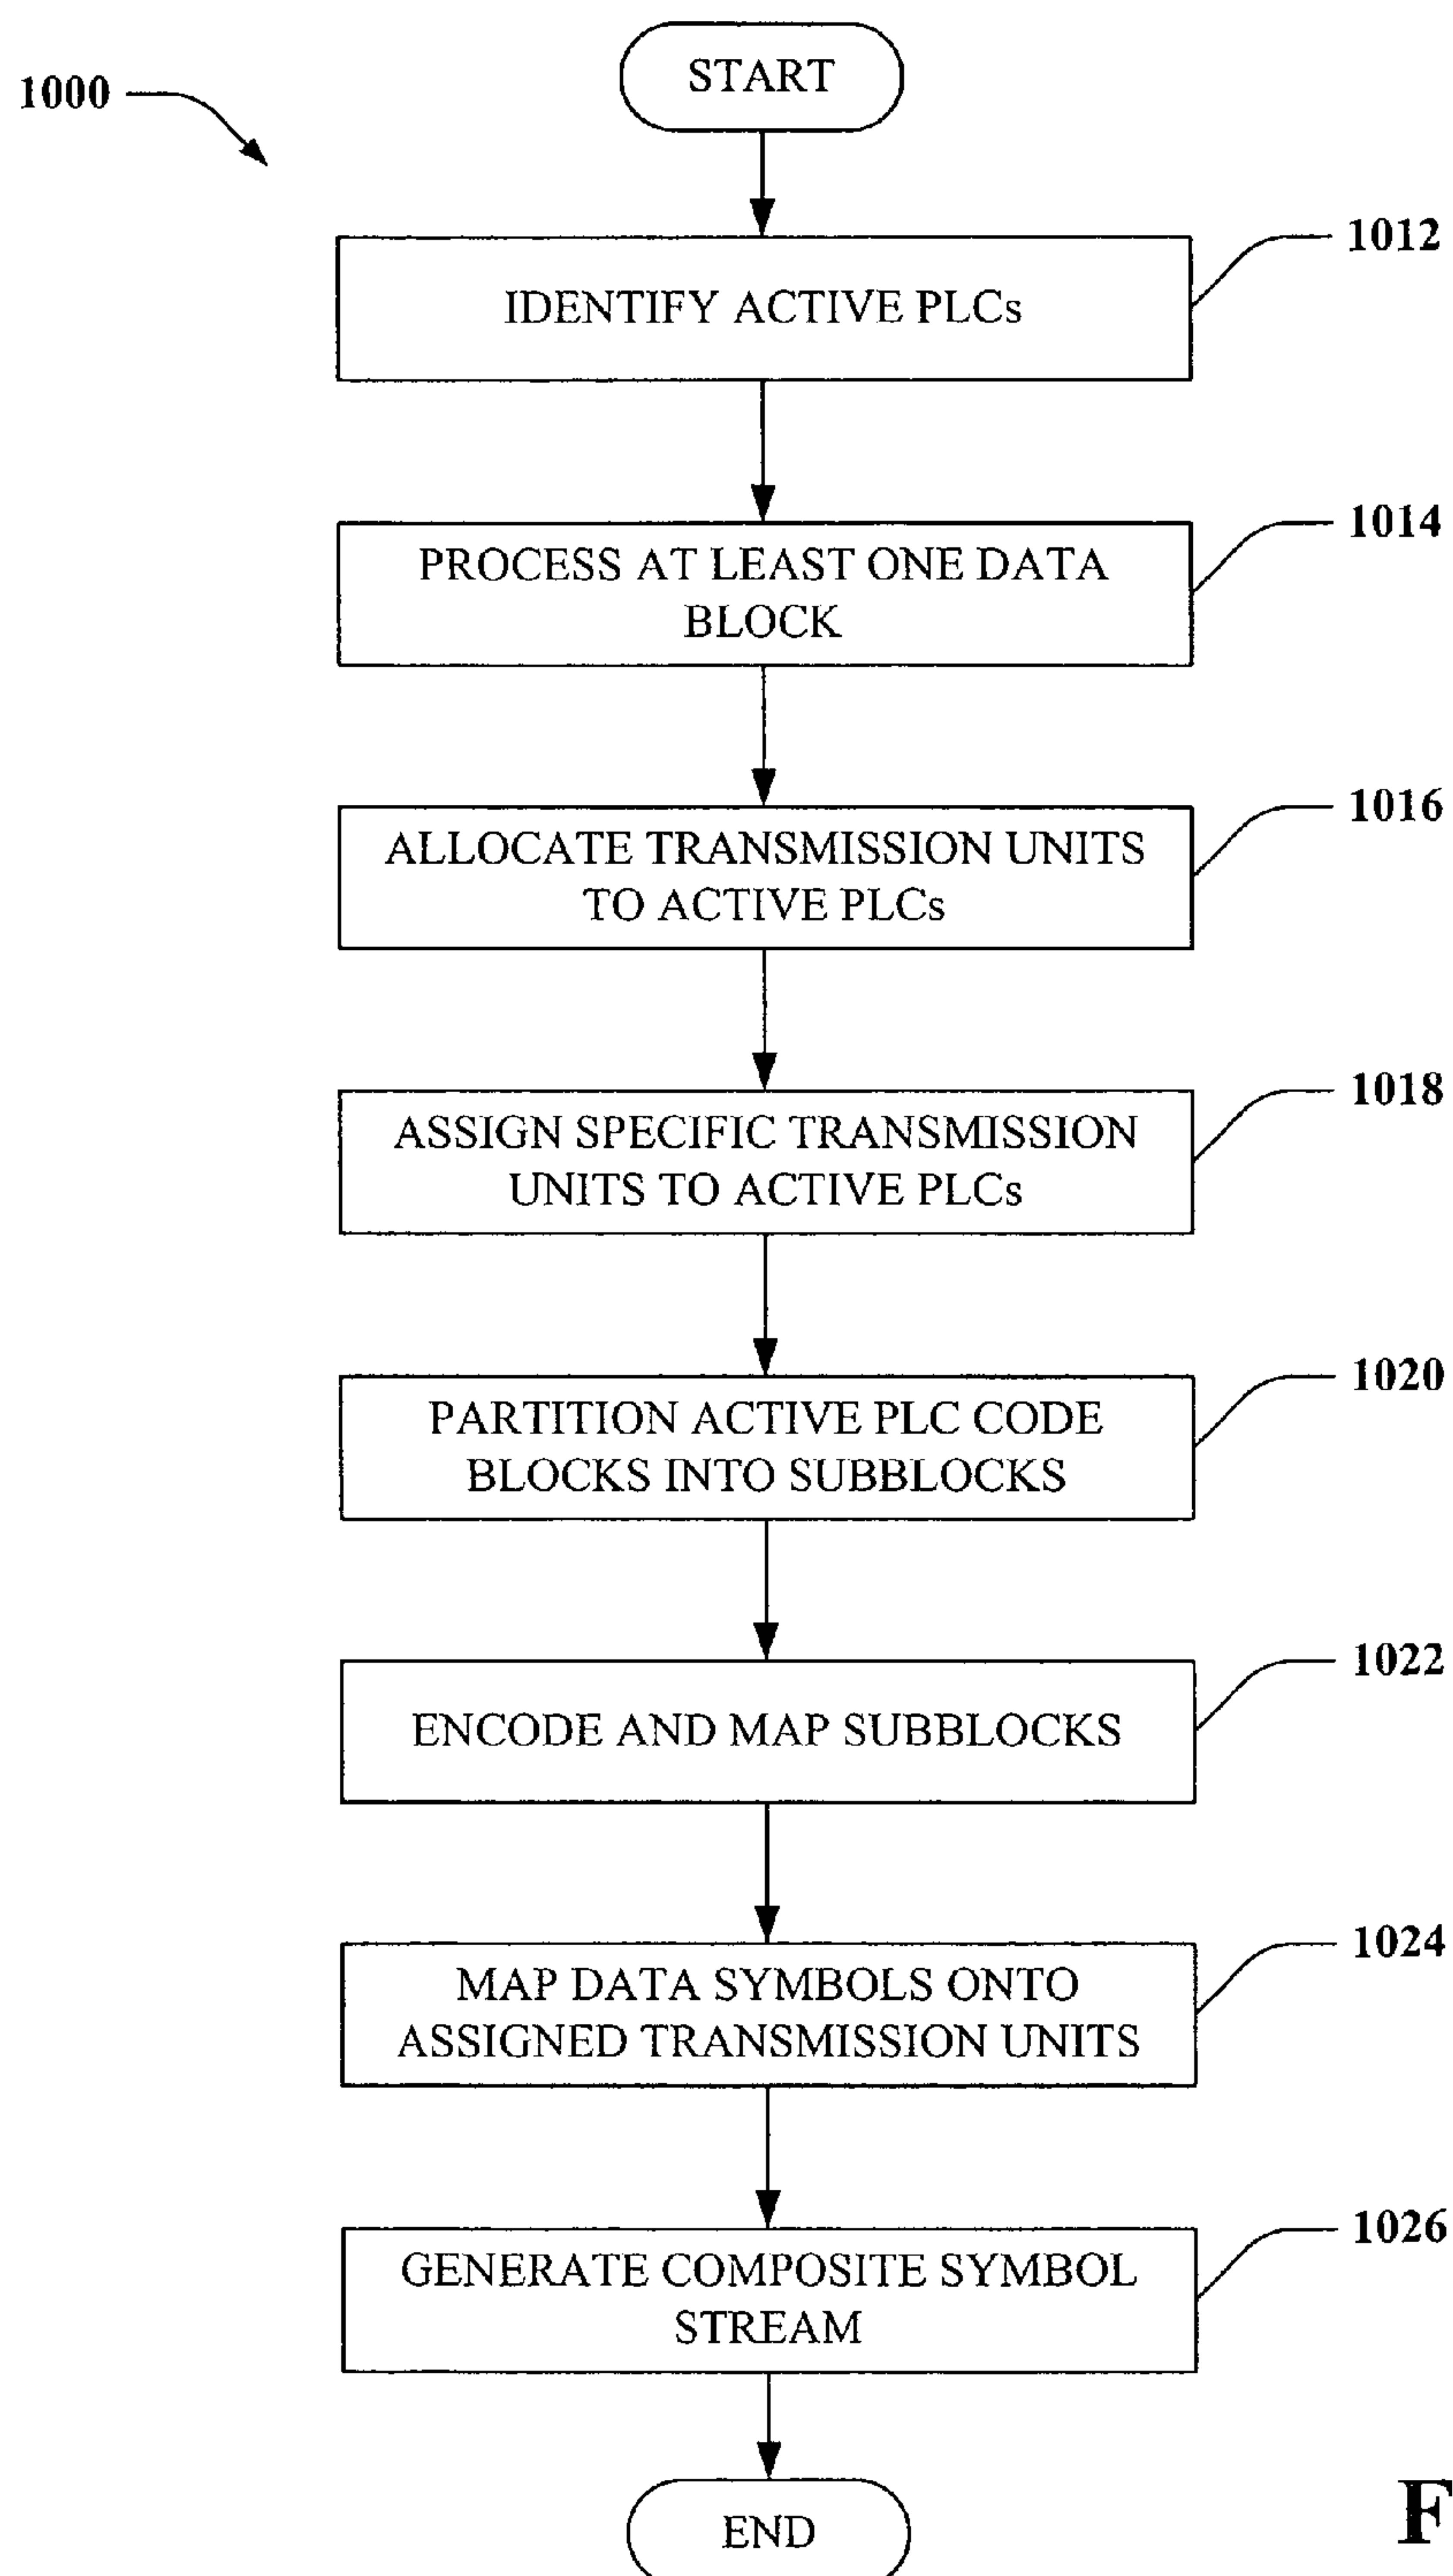 START
1000
1012
IDENTIFY ACTIVE PLCs
1014
PROCESS AT LEAST ONE DATA
BLOCK
1016
ALLOCATE TRANSMISSION UNITS
TO ACTIVE PLCs
1018
ASSIGN SPECIFIC TRANSMISSION
UNITS TO ACTIVE PLCs
1020
PARTITION ACTIVE PLC CODE
BLOCKS INTO SUBBLOCKS
1022
ENCODE AND MAP SUBBLOCKS
1024
MAP DATA SYMBOLS ONTO
ASSIGNED TRANSMISSION UNITS
1026
GENERATE COMPOSITE SYMBOL
STREAM
END
F